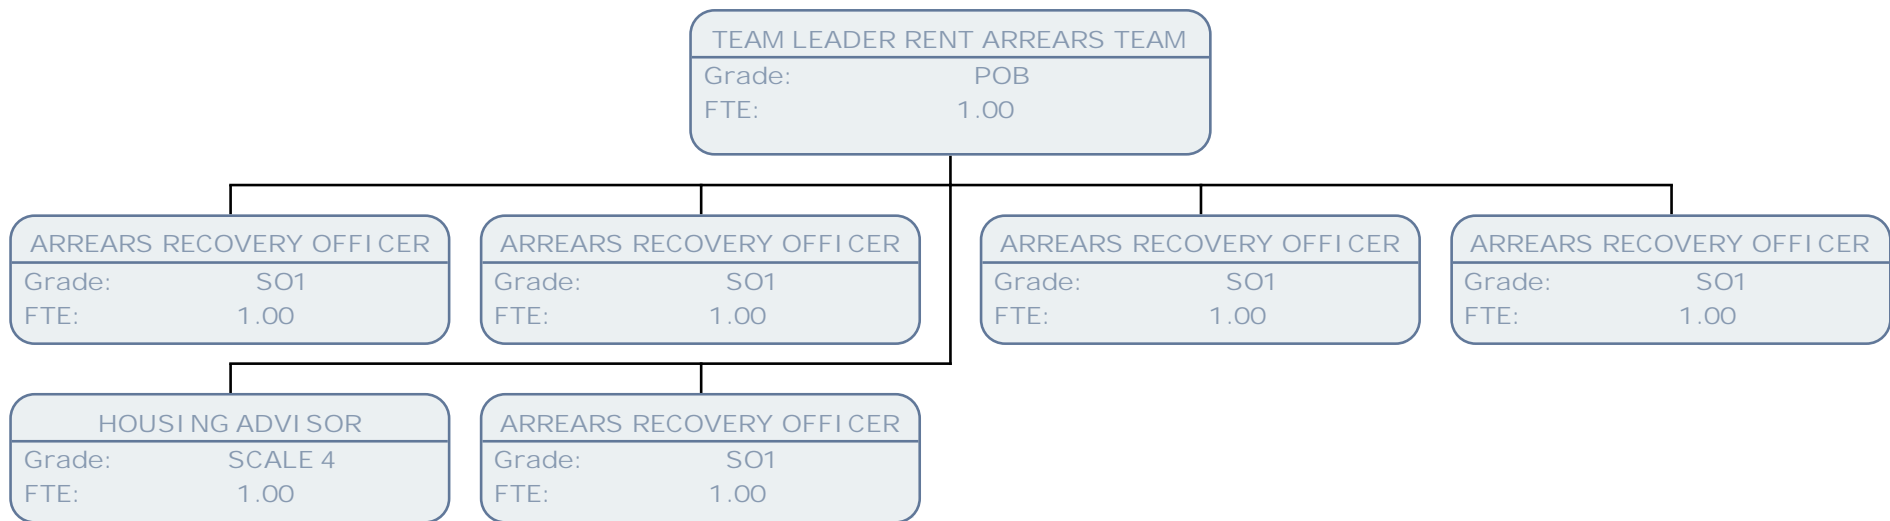 TEAM LEADER RENT ARREARS TEAM
Grade: POB
FTE: 1.00
ARREARS RECOVERY OFFICER
Grade: SO1
FTE: 1.00
ARREARS RECOVERY OFFICER
Grade: SO1
FTE: 1.00
ARREARS RECOVERY OFFICER
Grade: SO1
FTE: 1.00
ARREARS RECOVERY OFFICER
Grade: SO1
FTE: 1.00
HOUSING ADVISOR
Grade: SCALE 4
FTE: 1.00
ARREARS RECOVERY OFFICER
Grade: SO1
FTE: 1.00